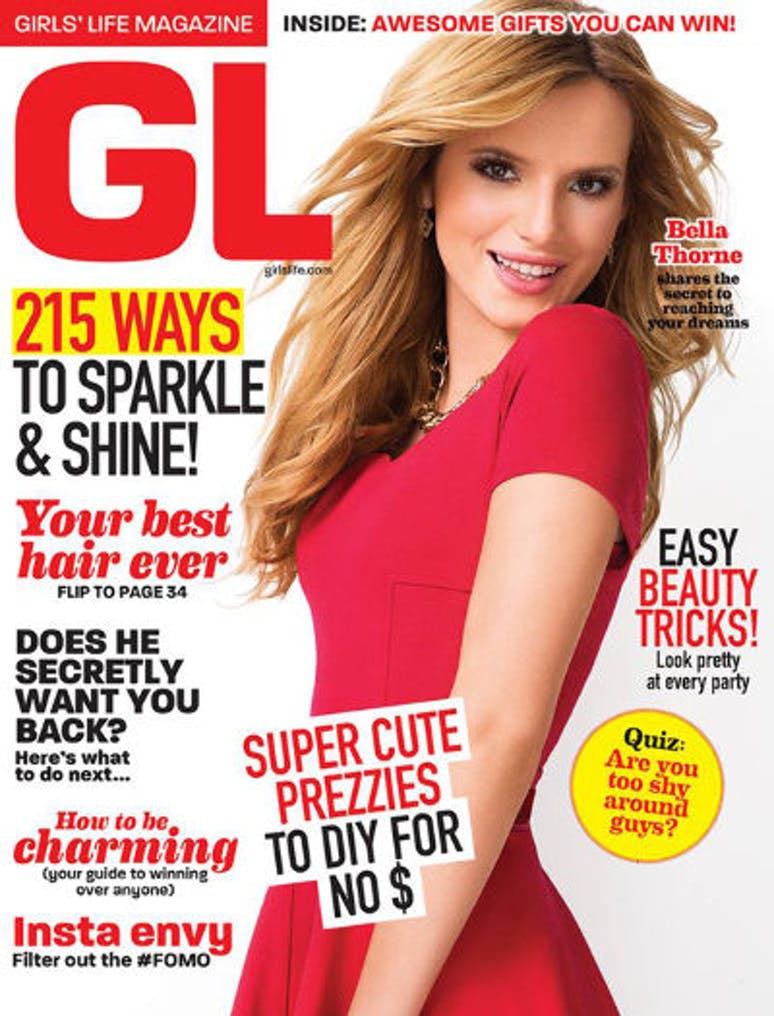 GIRLS' LIFE MAGAZINE
INSIDE: AWESOME GIFTS YOU CAN WIN!
GL
girlslife.com
215 WAYS
TO SPARKLE
& SHINE!
Your best
hair ever
FLIP TO PAGE 34
DOES HE
SECRETLY
WANT YOU
BACK?
Here's what
to do next...
How to be
charming
(your guide to winning
over anyone)
Insta envy
Filter out the #FOMO
SUPER CUTE
PREZZIES
TO DIY FOR
NO $
Bella
Thorne
shares the
secret to
reaching
your dreams
EASY
BEAUTY
TRICKS!
Look pretty
at every party
Quiz:
Are you
too shy
around
guys?